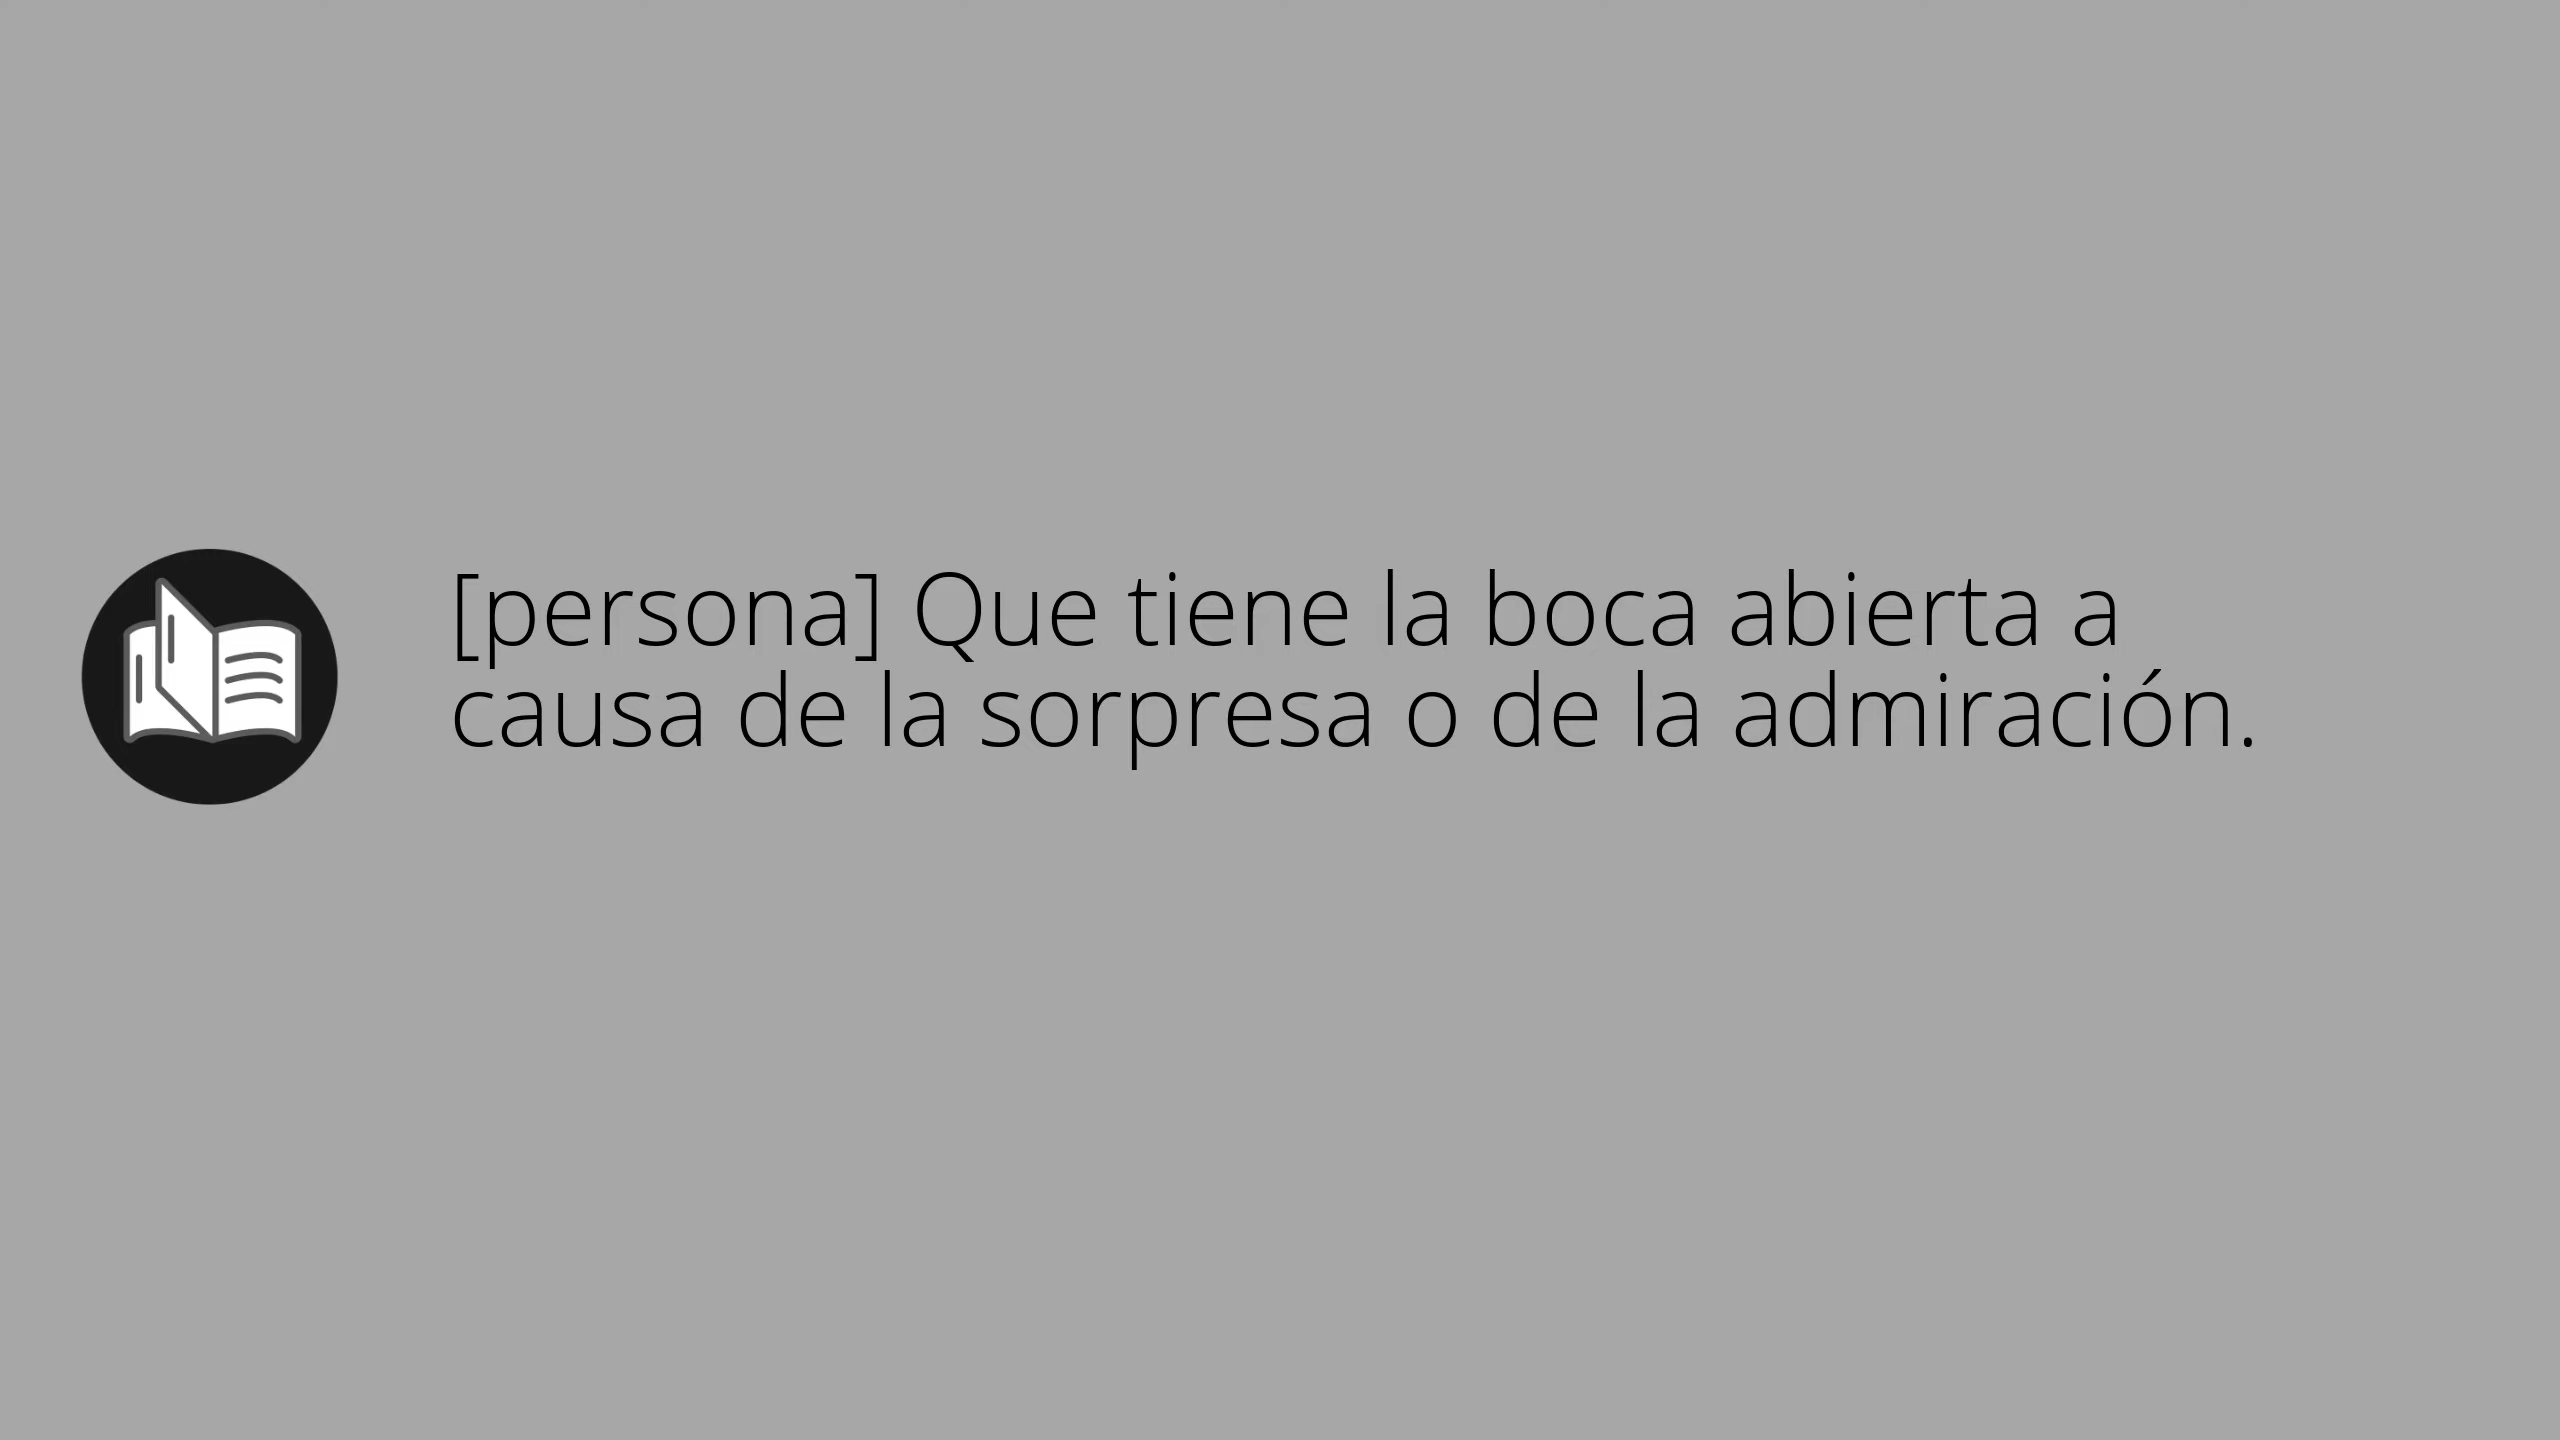 [persona] Que tiene la boca abierta a
causa de la sorpresa o de la admiración.